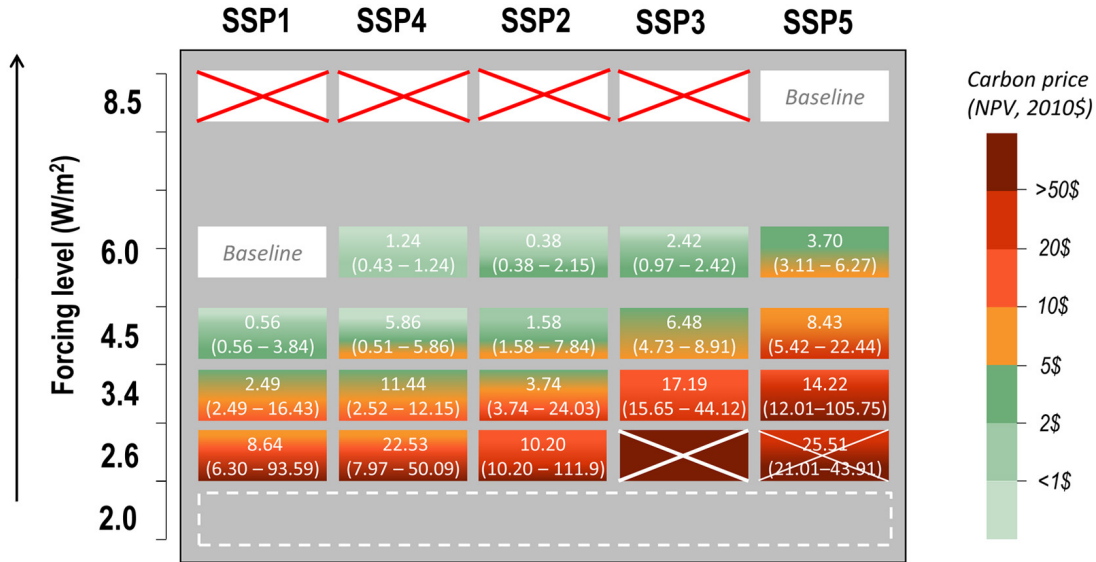 SSP1 SSP4 SSP2 SSP3 SSP5
Forcing level (W/m²)
8.5
Baseline
6.0
Baseline
1.24
(0.43 – 1.24)
0.38
(0.38 – 2.15)
2.42
(0.97 – 2.42)
3.70
(3.11 – 6.27)
4.5
0.56
(0.56 – 3.84)
5.86
(0.51 – 5.86)
1.58
(1.58 – 7.84)
6.48
(4.73 – 8.91)
8.43
(5.42 – 22.44)
3.4
2.49
(2.49 – 16.43)
11.44
(2.52 – 12.15)
3.74
(3.74 – 24.03)
17.19
(15.65 – 44.12)
14.22
(12.01–105.75)
2.6
8.64
(6.30 – 93.59)
22.53
(7.97 – 50.09)
10.20
(10.20 – 111.9)
25.51
(21.01–43.91)
2.0
Carbon price
(NPV, 2010$)
>50$
20$
10$
5$
2$
<1$